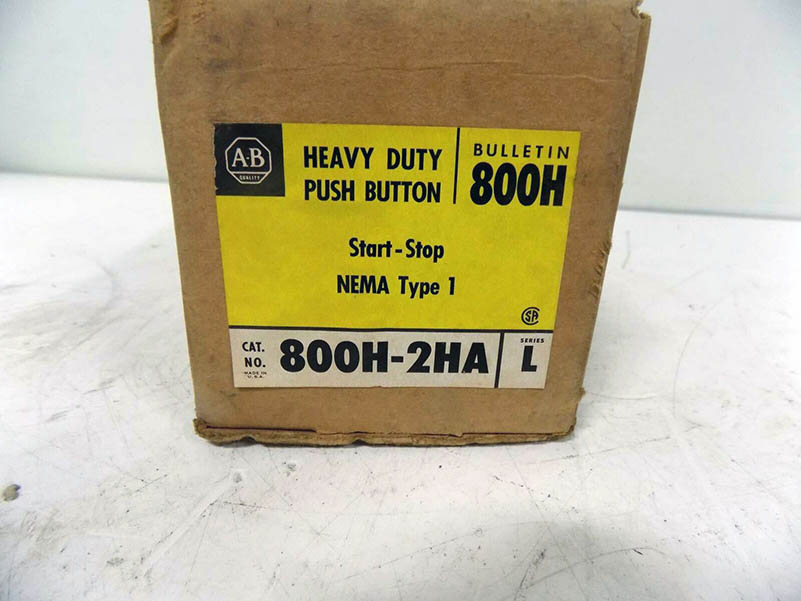 A-B
QUALITY
HEAVY DUTY
PUSH BUTTON
BULLETIN
800H
Start-Stop
NEMA Type 1
CSA
CAT.
NO.
MADE IN
U.S.A.
800H-2HA
SERIES
L